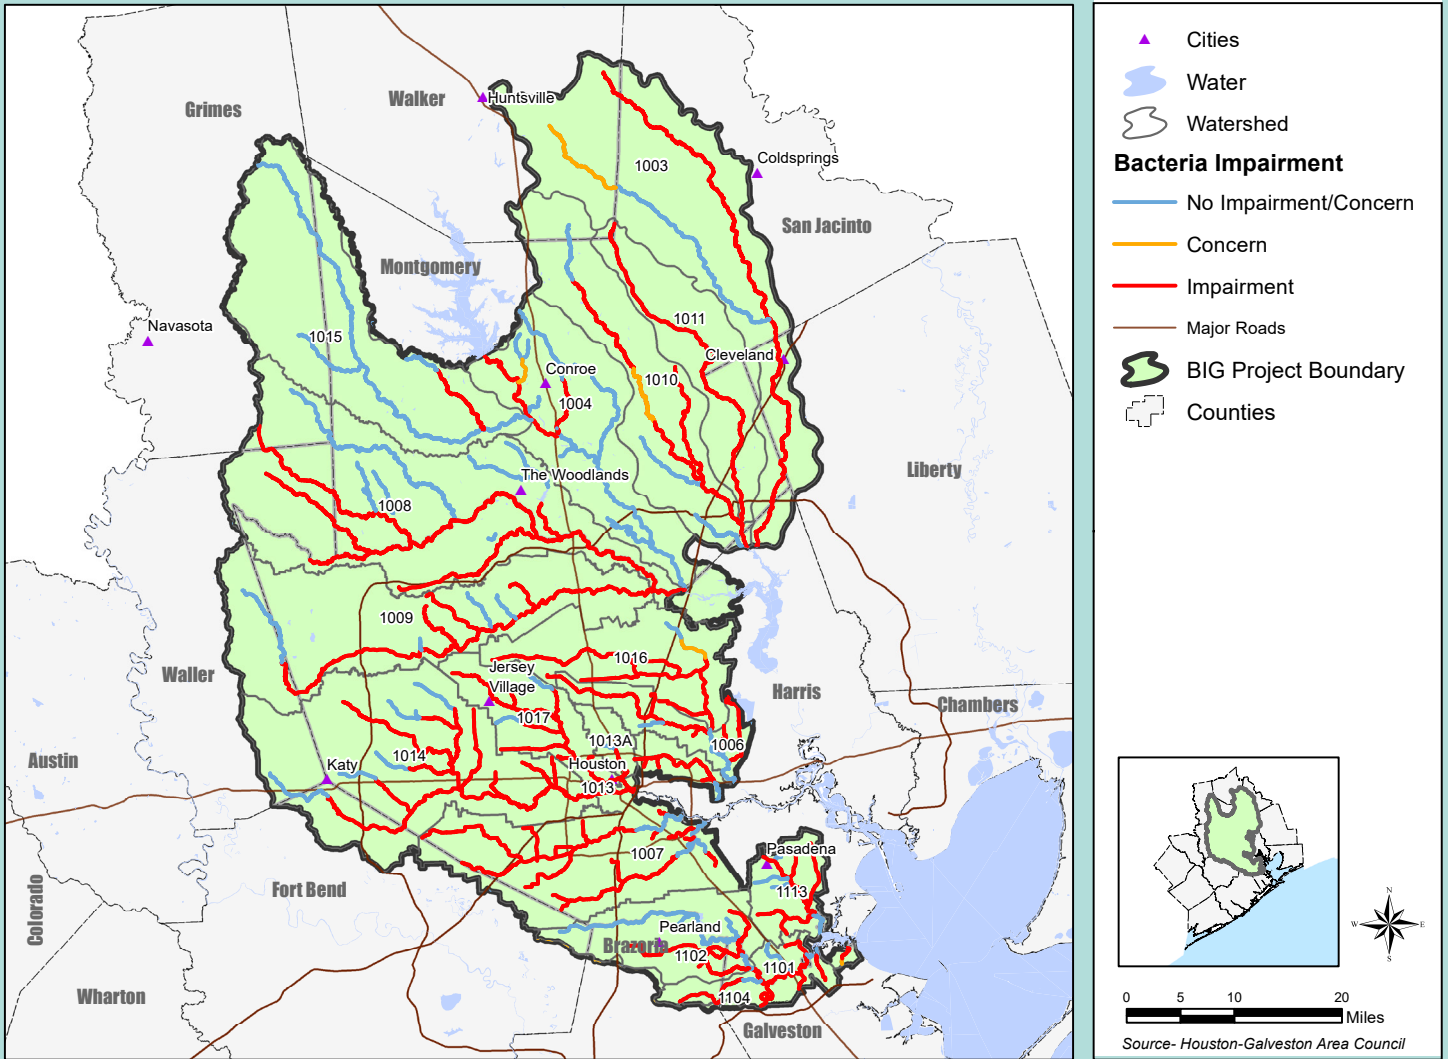 Grimes
Walker
Huntsville
1003
Coldsprings
San Jacinto
Montgomery
Navasota
1015
1011
Cleveland
Conroe
1010
1004
Liberty
The Woodlands
1008
1009
1016
Jersey
Village
Waller
Harris
Chambers
1017
1013A
1006
Austin
1014
Katy
Houston
1013
1007
Pasadena
1113
Fort Bend
Colorado
Pearland
Brazoria
1102
1101
1104
Wharton
Galveston
Cities
Water
Watershed
Bacteria Impairment
No Impairment/Concern
Concern
Impairment
Major Roads
BIG Project Boundary
Counties
N
W
E
S
0 5 10 20
Miles
Source- Houston-Galveston Area Council